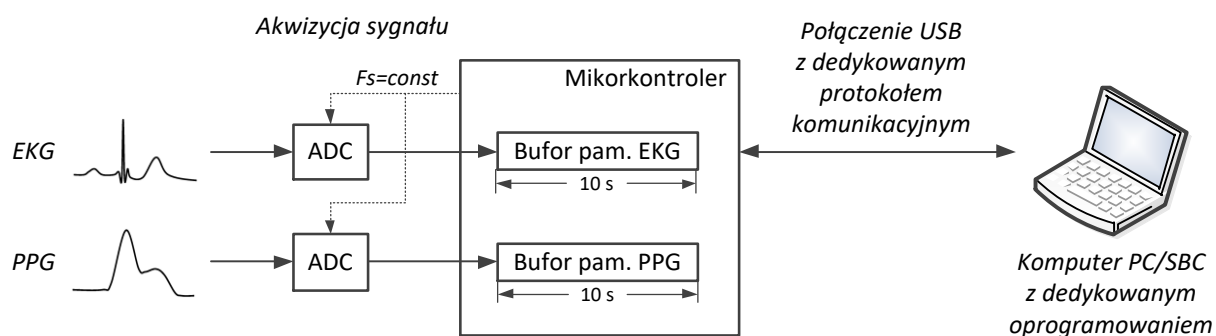 Akwizycja sygnału
Połączenie USB
z dedykowanym
protokołem
komunikacyjnym
Fs=const
Mikorkontroler
EKG
ADC
Bufor pam. EKG
10 s
PPG
ADC
Bufor pam. PPG
10 s
Komputer PC/SBC
z dedykowanym
oprogramowaniem